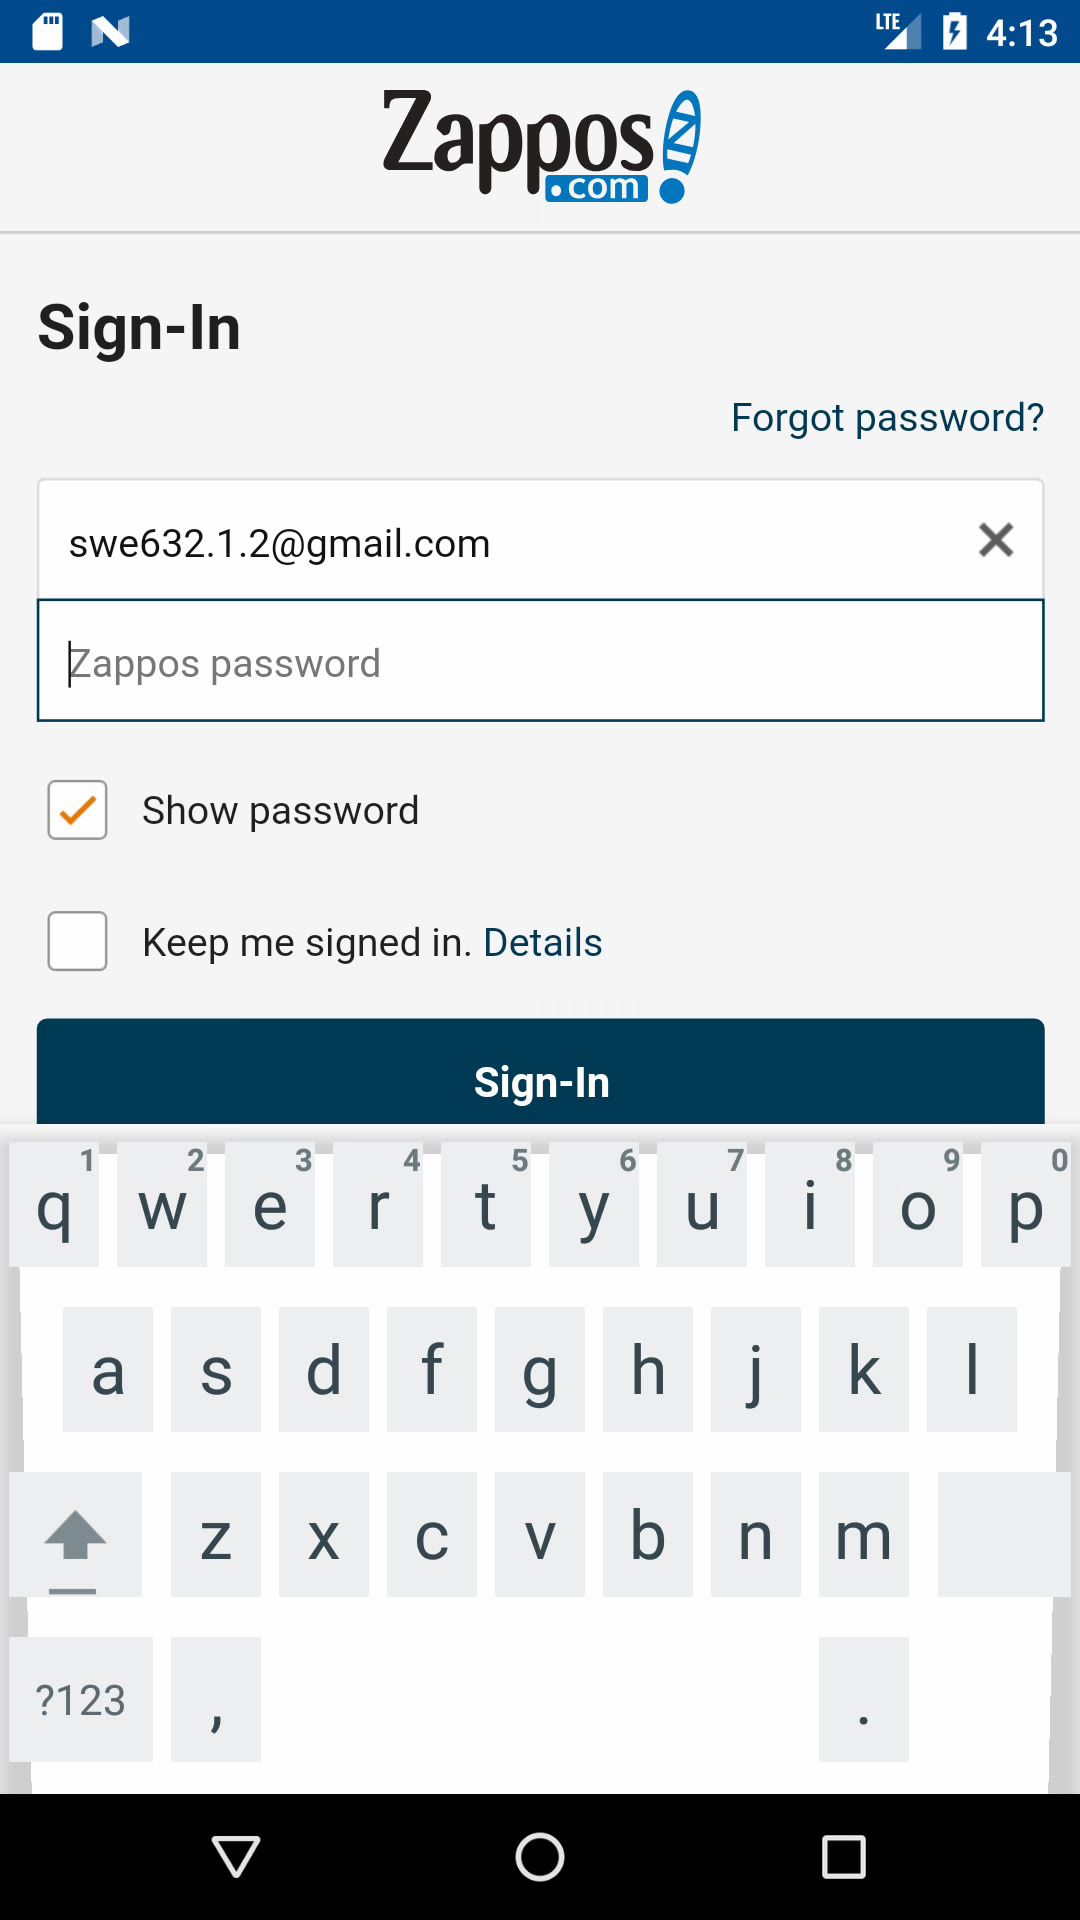 LTE 4:13
Zappos
.com
Sign-In
Forgot password?
swe632.1.2@gmail.com
Zappos password
Show password
Keep me signed in. Details
Sign-In
1 2 3 4 5 6 7 8 9 0
q w e r t y u i o p
a s d f g h j k l
z x c v b n m
?123 , .